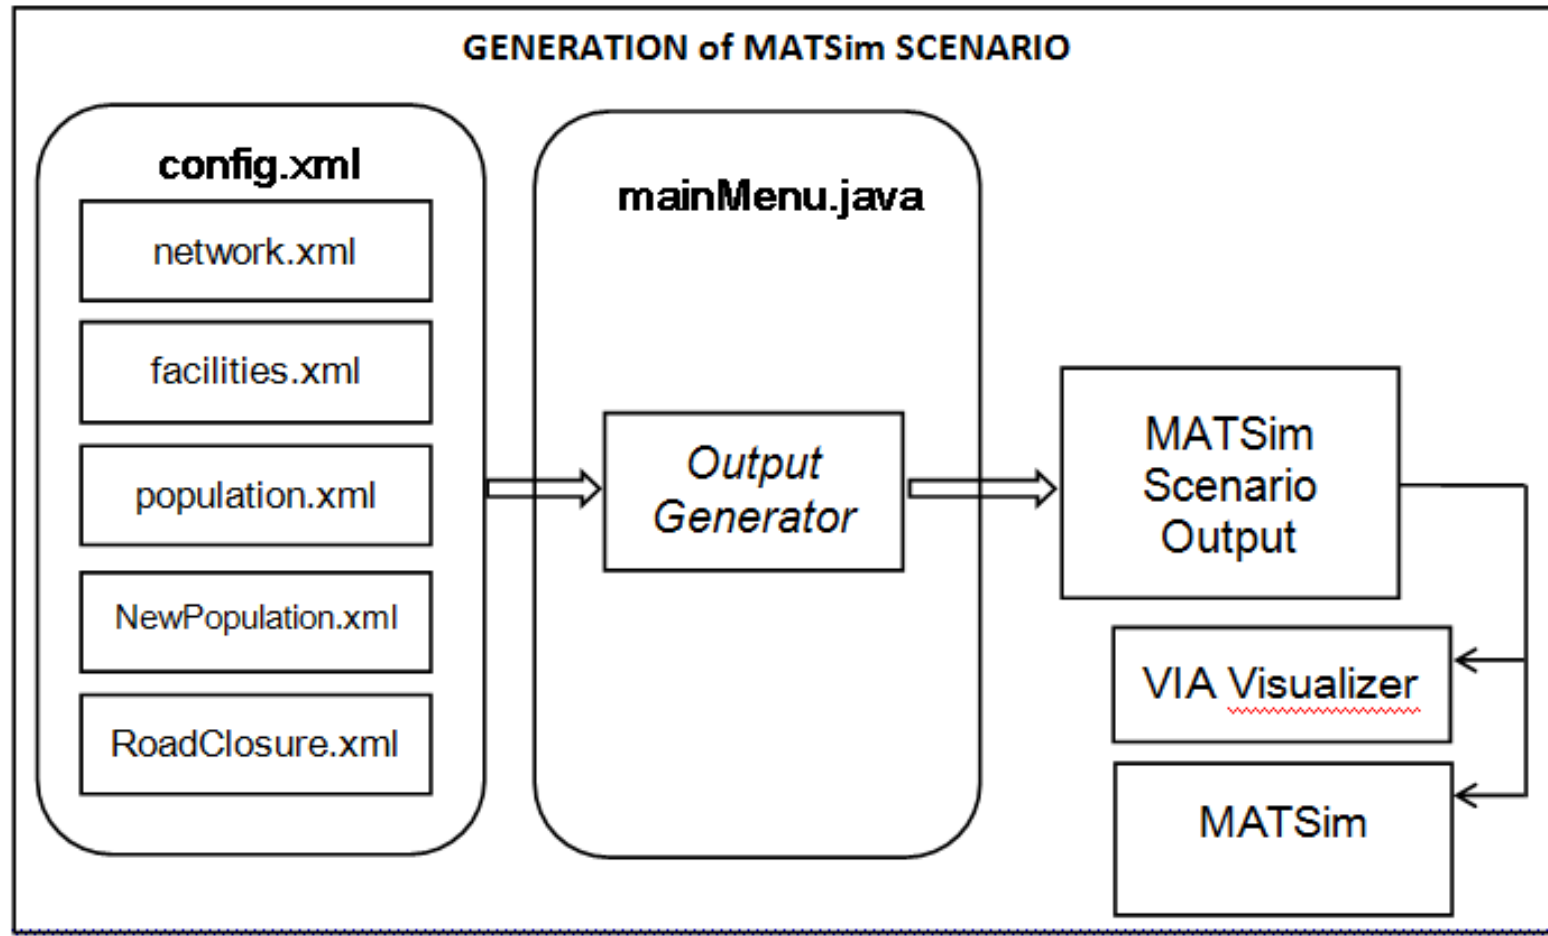 GENERATION of MATSim SCENARIO
config.xml
network.xml
facilities.xml
population.xml
NewPopulation.xml
RoadClosure.xml
mainMenu.java
Output
Generator
MATSim
Scenario
Output
VIA Visualizer
MATSim